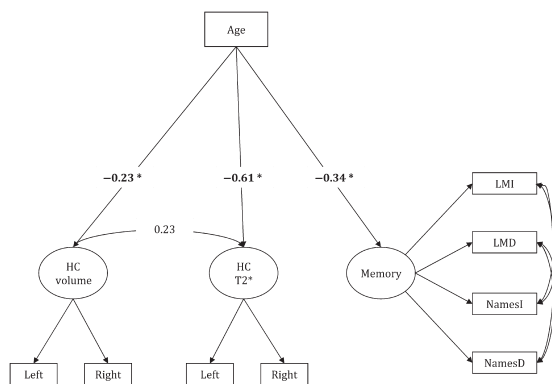 Age
−0.23 *
−0.61 *
−0.34 *
0.23
HC
volume
HC
T2*
Memory
LMI
LMD
NamesI
NamesD
Left
Right
Left
Right